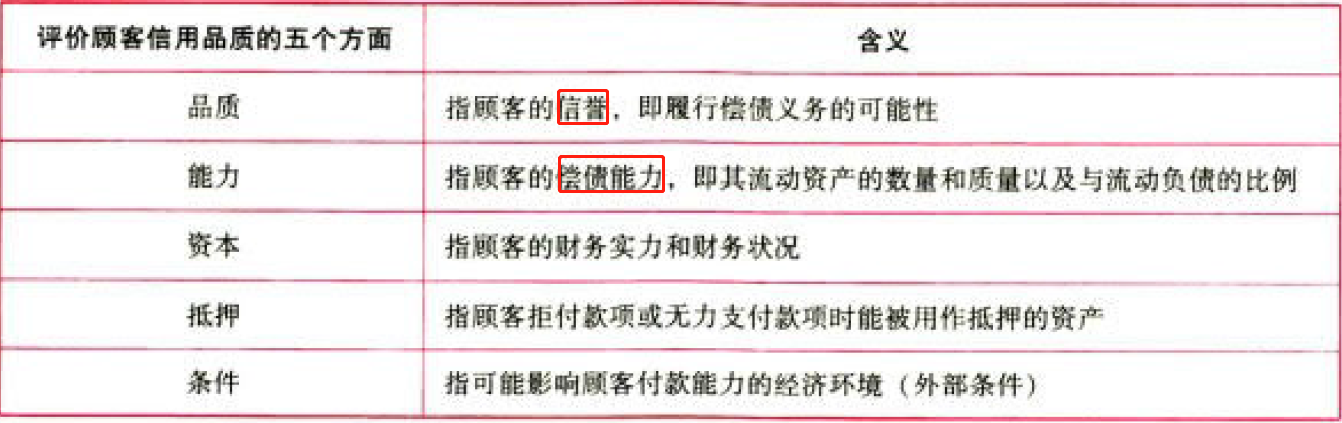 评价顾客信用品质的五个方面 含义
品质 指顾客的信誉，即履行偿债义务的可能性
能力 指顾客的偿债能力，即其流动资产的数量和质量以及与流动负债的比例
资本 指顾客的财务实力和财务状况
抵押 指顾客拒付款项或无力支付款项时能被用作抵押的资产
条件 指可能影响顾客付款能力的经济环境（外部条件）